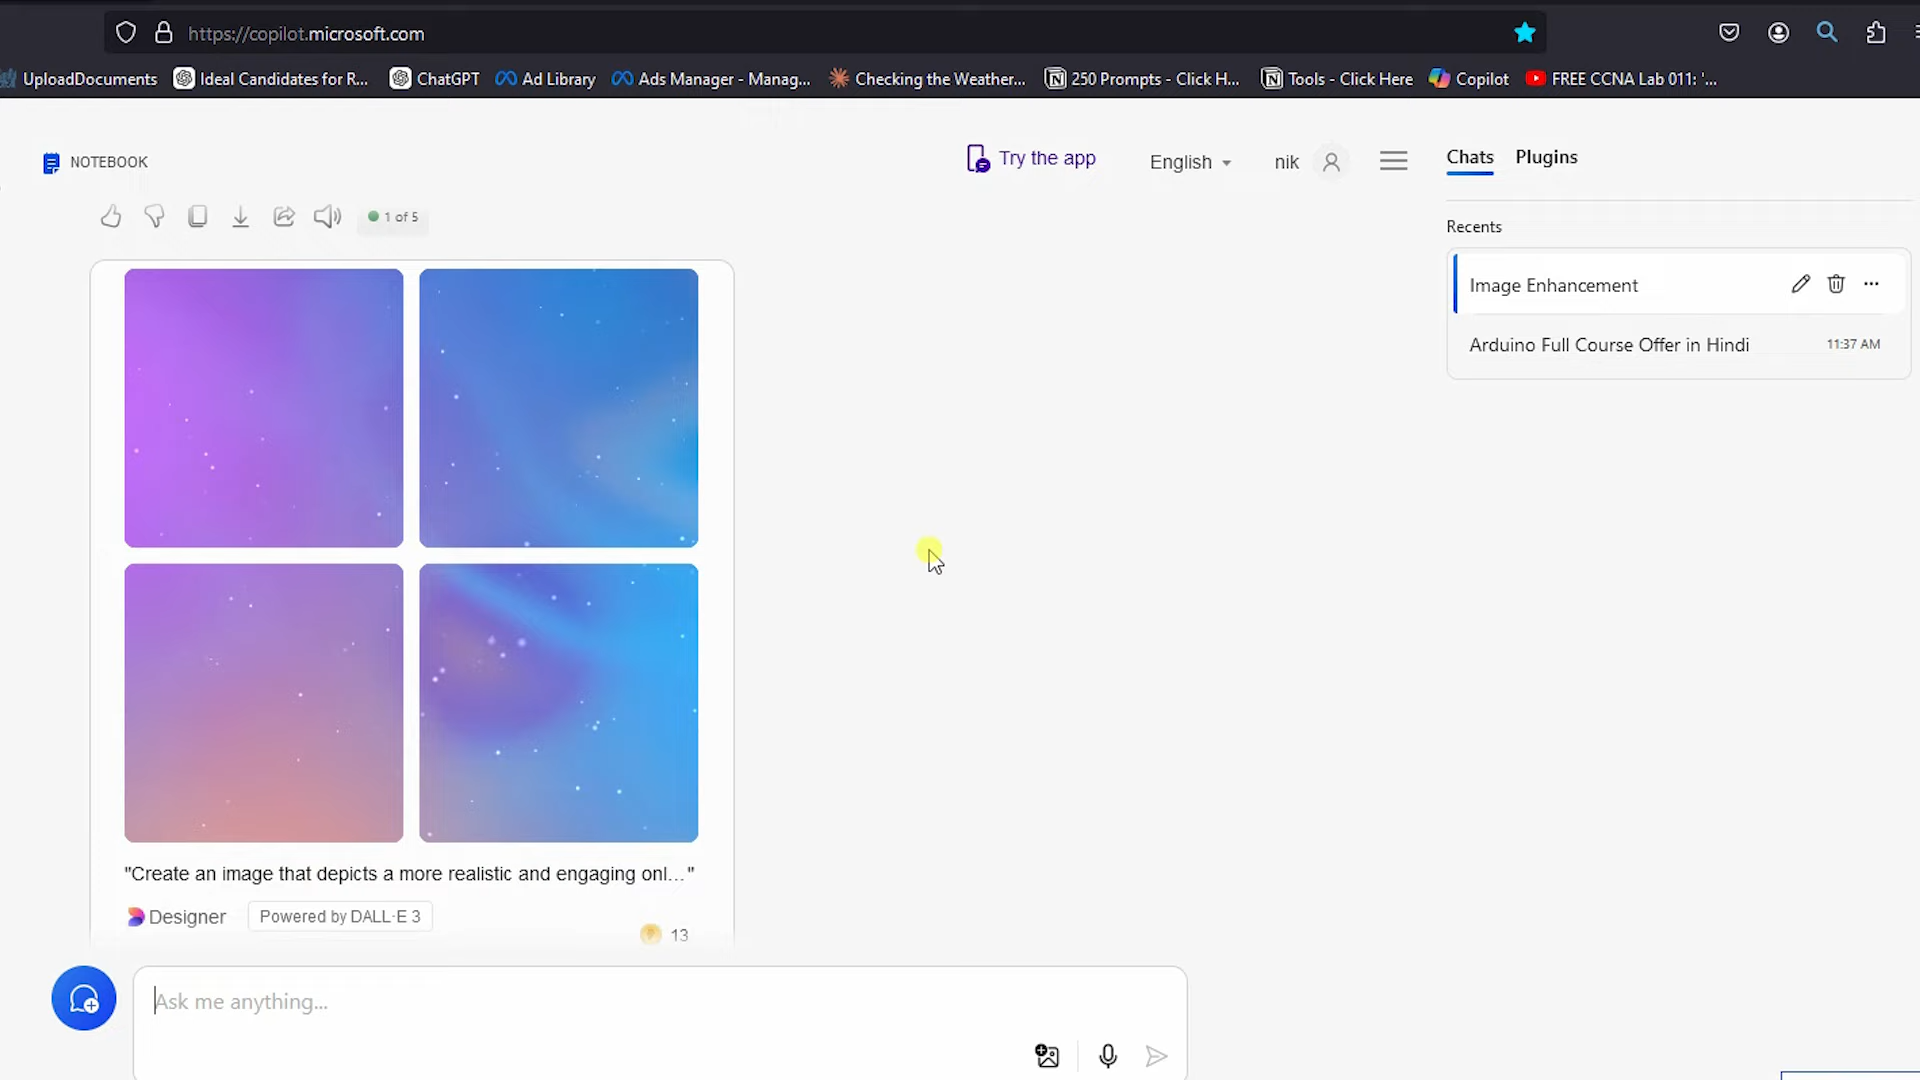 https://copilot.microsoft.com
UploadDocuments Ideal Candidates for R... ChatGPT Ad Library Ads Manager - Manag... Checking the Weather... 250 Prompts - Click H... Tools - Click Here Copilot FREE CCNA Lab 011: '...
NOTEBOOK Try the app English nik Chats Plugins
1 of 5
Recents
Image Enhancement
Arduino Full Course Offer in Hindi 11:37 AM
"Create an image that depicts a more realistic and engaging onl..."
Designer Powered by DALL·E 3
13
Ask me anything...